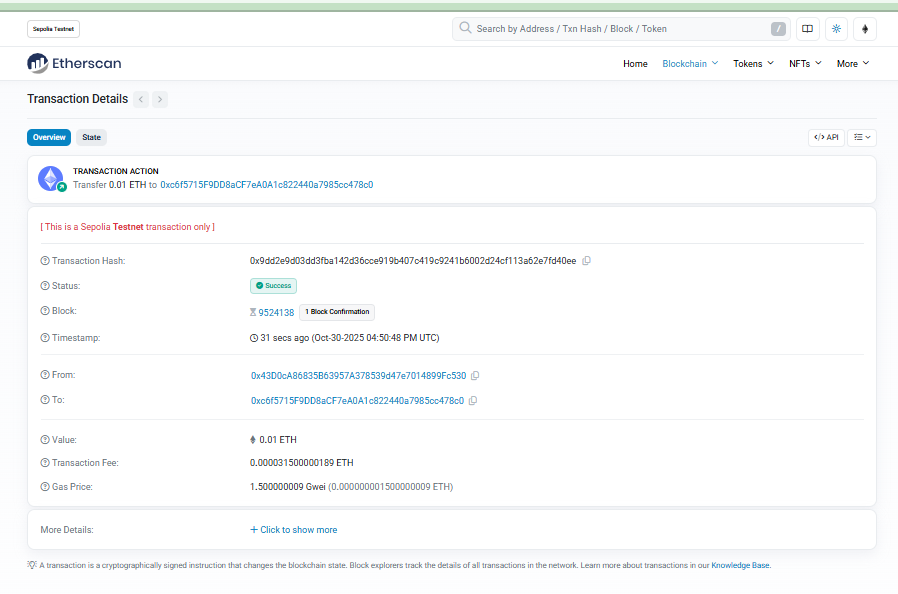 Sepolia Testnet
Search by Address / Txn Hash / Block / Token /
Etherscan
Home Blockchain Tokens NFTs More
Transaction Details
Overview State
</> API
TRANSACTION ACTION
Transfer 0.01 ETH to 0xc6f5715F9DD8aCF7eA0A1c822440a7985cc478c0
[ This is a Sepolia Testnet transaction only ]
Transaction Hash: 0x9dd2e9d03dd3fba142d36cce919b407c419c9241b6002d24cf113a62e7fd40ee
Status: Success
Block: 9524138 1 Block Confirmation
Timestamp: 31 secs ago (Oct-30-2025 04:50:48 PM UTC)
From: 0x43D0cA86835B63957A378539d47e7014899Fc530
To: 0xc6f5715F9DD8aCF7eA0A1c822440a7985cc478c0
Value: 0.01 ETH
Transaction Fee: 0.000031500000189 ETH
Gas Price: 1.500000009 Gwei (0.000000001500000009 ETH)
More Details: + Click to show more
A transaction is a cryptographically signed instruction that changes the blockchain state. Block explorers track the details of all transactions in the network. Learn more about transactions in our Knowledge Base.